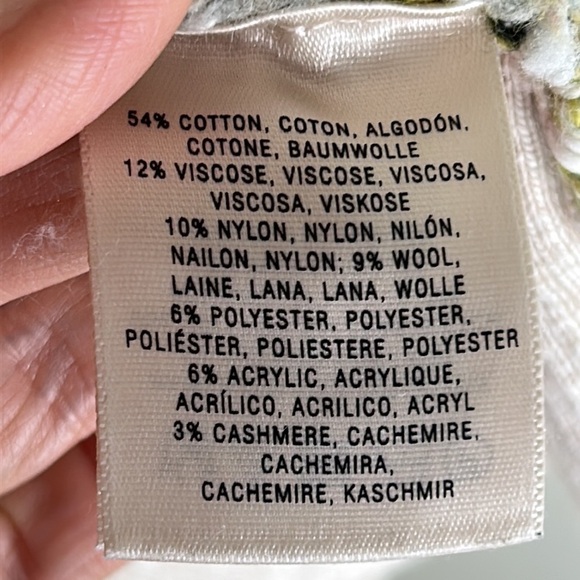 54% COTTON, COTON, ALGODÓN,
COTONE, BAUMWOLLE
12% VISCOSE, VISCOSE, VISCOSA,
VISCOSA, VISKOSE
10% NYLON, NYLON, NILÓN,
NAILON, NYLON; 9% WOOL,
LAINE, LANA, LANA, WOLLE
6% POLYESTER, POLYESTER,
POLIÉSTER, POLIESTERE, POLYESTER
6% ACRYLIC, ACRYLIQUE,
ACRÍLICO, ACRILICO, ACRYL
3% CASHMERE, CACHEMIRE,
CACHEMIRA,
CACHEMIRE, KASCHMIR